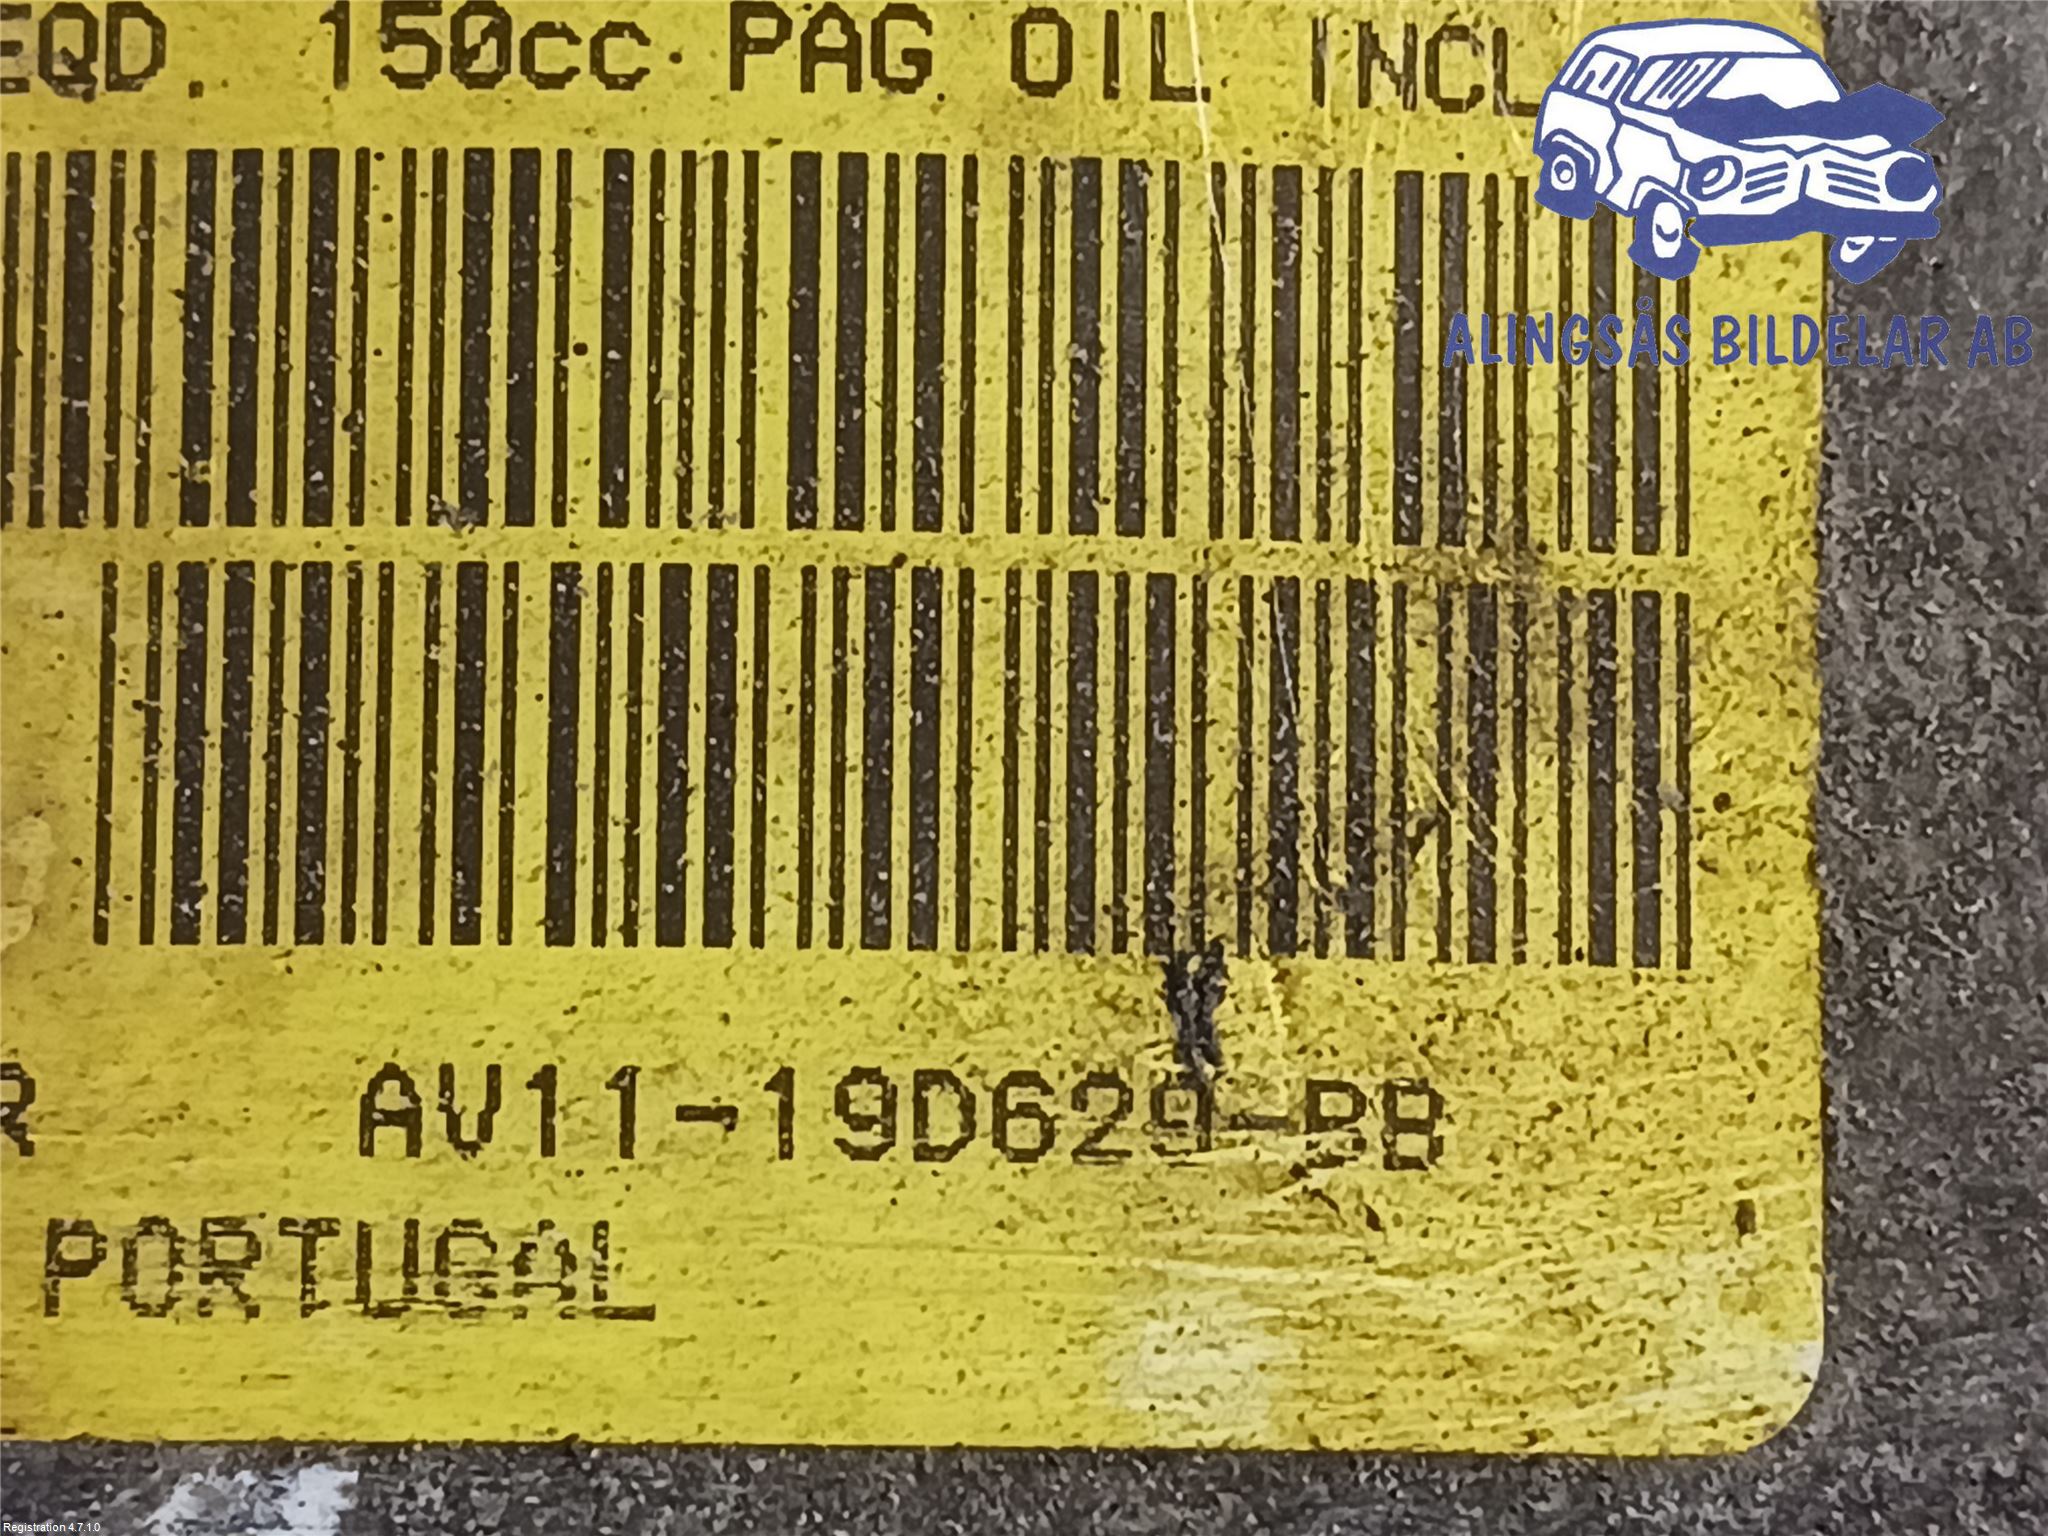 EQD. 150cc PAG OIL INCL
ALINGSÅS BILDELAR AB
R AV11-19D629-BB
PORTUGAL
Registration 4.7.1.0